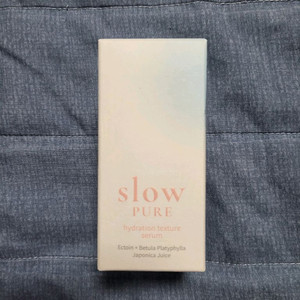 slow
PURE
hydration texture
serum
Ectoin + Betula Platyphylla
Japonica Juice